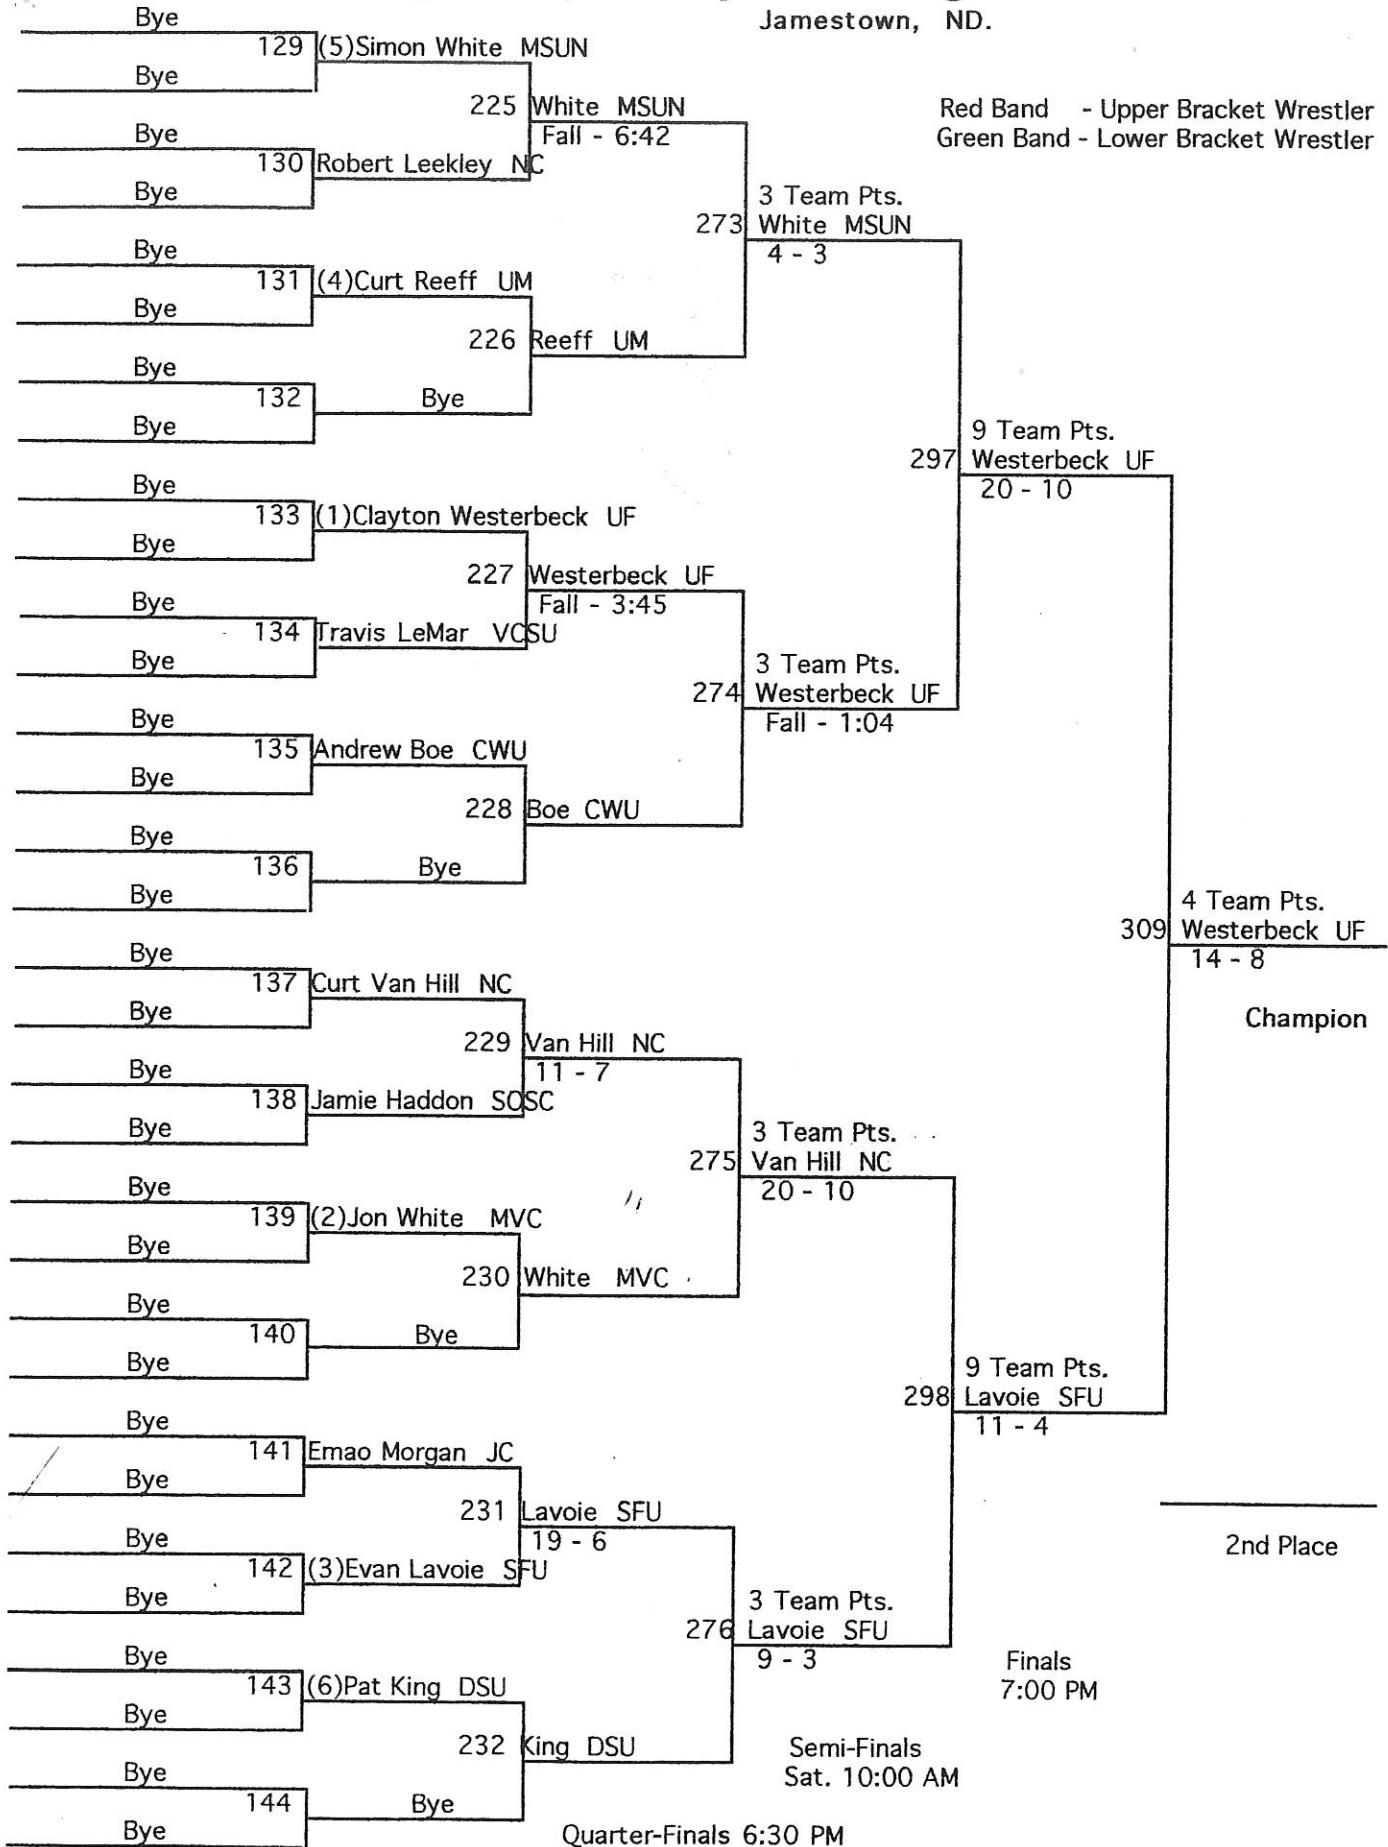 Jamestown, ND.
Red Band - Upper Bracket Wrestler
Green Band - Lower Bracket Wrestler
Bye
129 (5)Simon White MSUN
Bye
225 White MSUN
Fall - 6:42
Bye
130 Robert Leekley NC
Bye
3 Team Pts.
273 White MSUN
4 - 3
Bye
131 (4)Curt Reeff UM
Bye
226 Reeff UM
Bye
132 Bye
Bye
9 Team Pts.
297 Westerbeck UF
20 - 10
Bye
133 (1)Clayton Westerbeck UF
Bye
227 Westerbeck UF
Fall - 3:45
Bye
134 Travis LeMar VCSU
Bye
3 Team Pts.
274 Westerbeck UF
Fall - 1:04
Bye
135 Andrew Boe CWU
Bye
228 Boe CWU
Bye
136 Bye
Bye
4 Team Pts.
309 Westerbeck UF
14 - 8
Champion
Bye
137 Curt Van Hill NC
Bye
229 Van Hill NC
11 - 7
Bye
138 Jamie Haddon SOSC
Bye
3 Team Pts.
275 Van Hill NC
20 - 10
Bye
139 (2)Jon White MVC
Bye
230 White MVC
Bye
140 Bye
Bye
9 Team Pts.
298 Lavoie SFU
11 - 4
Bye
141 Emao Morgan JC
Bye
231 Lavoie SFU
19 - 6
2nd Place
Bye
142 (3)Evan Lavoie SFU
Bye
3 Team Pts.
276 Lavoie SFU
9 - 3
Bye
143 (6)Pat King DSU
Bye
Finals
7:00 PM
232 King DSU
Semi-Finals
Sat. 10:00 AM
Bye
144 Bye
Bye
Quarter-Finals 6:30 PM